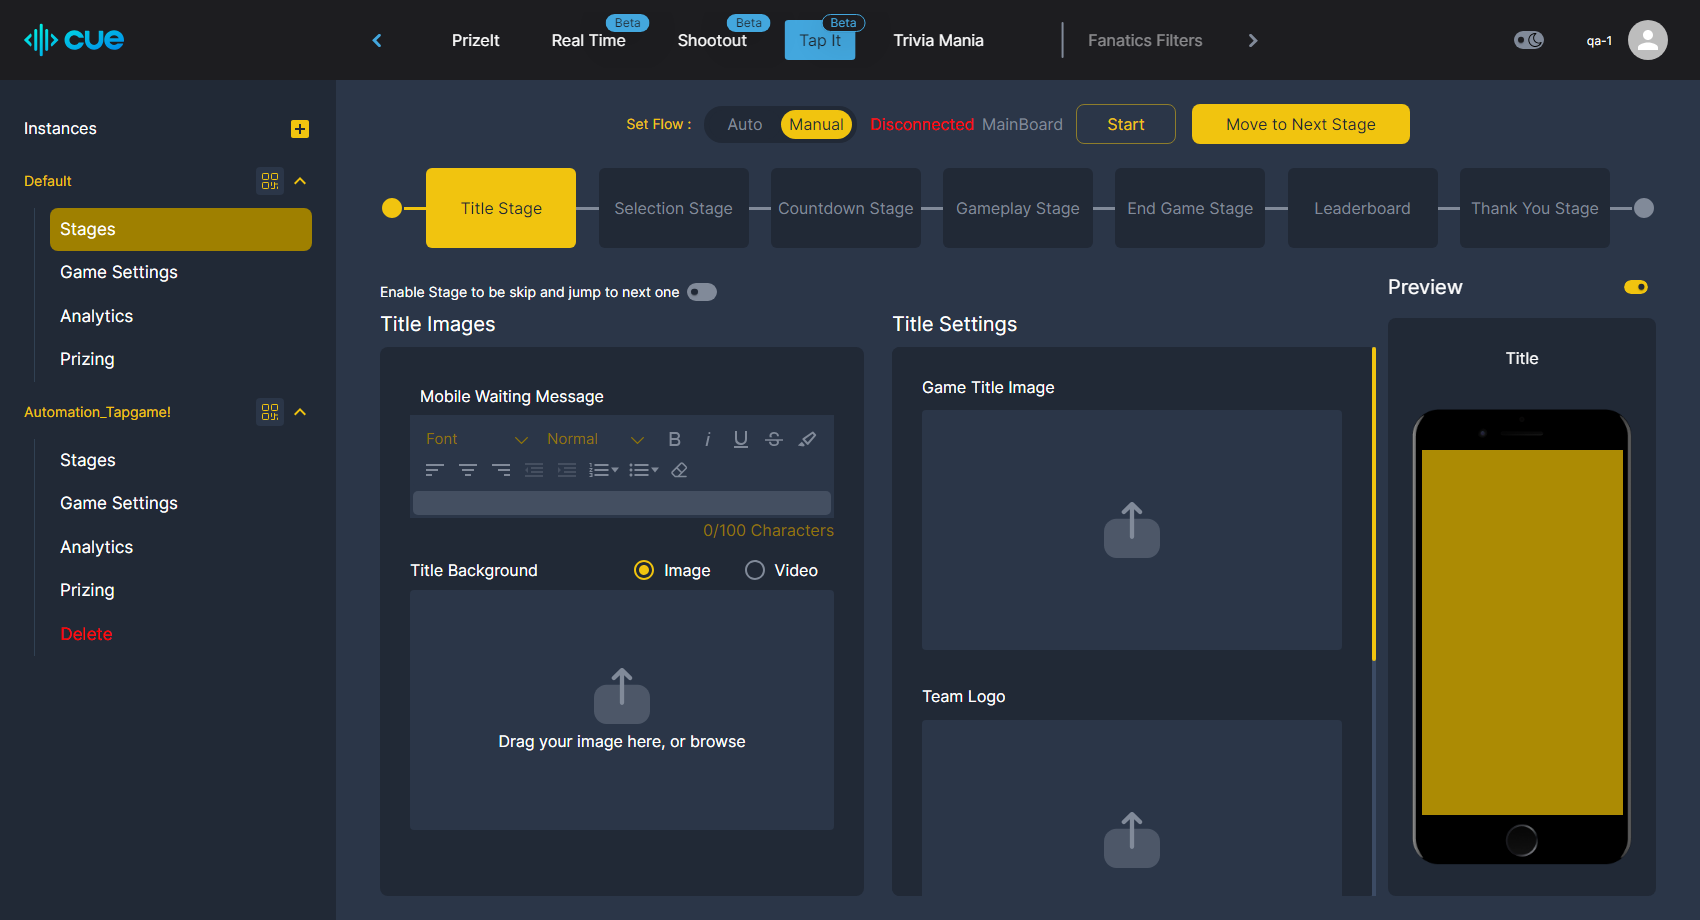 cue
PrizeIt
Real Time
Beta
Shootout
Beta
Tap It
Beta
Trivia Mania
Fanatics Filters
qa-1
Instances
Default
Stages
Game Settings
Analytics
Prizing
Automation_Tapgame!
Stages
Game Settings
Analytics
Prizing
Delete
Set Flow :
Auto
Manual
Disconnected MainBoard
Start
Move to Next Stage
Title Stage
Selection Stage
Countdown Stage
Gameplay Stage
End Game Stage
Leaderboard
Thank You Stage
Enable Stage to be skip and jump to next one
Title Images
Mobile Waiting Message
Font
Normal
B
i
U
S
0/100 Characters
Title Background
Image
Video
Drag your image here, or browse
Title Settings
Game Title Image
Team Logo
Preview
Title